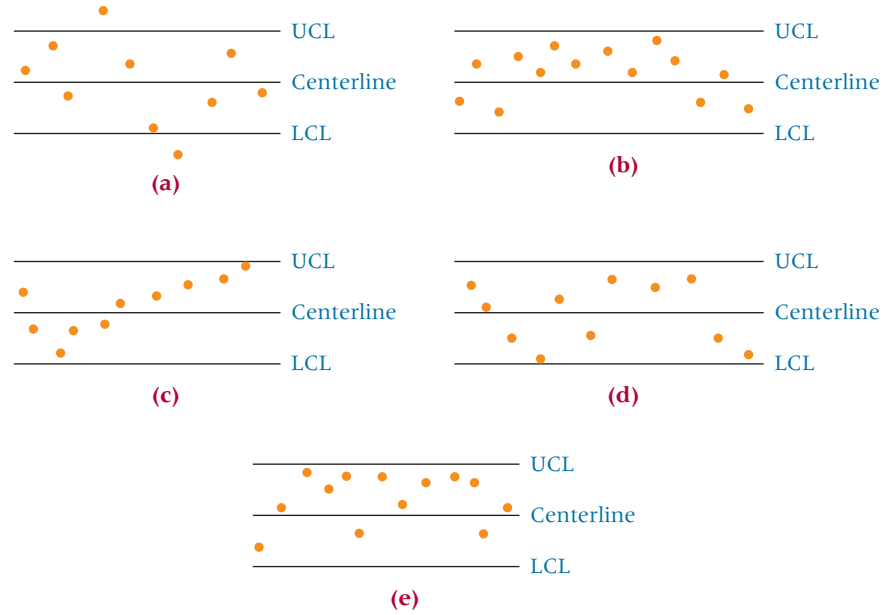 UCL
Centerline
LCL
(a)
UCL
Centerline
LCL
(b)
UCL
Centerline
LCL
(c)
UCL
Centerline
LCL
(d)
UCL
Centerline
LCL
(e)